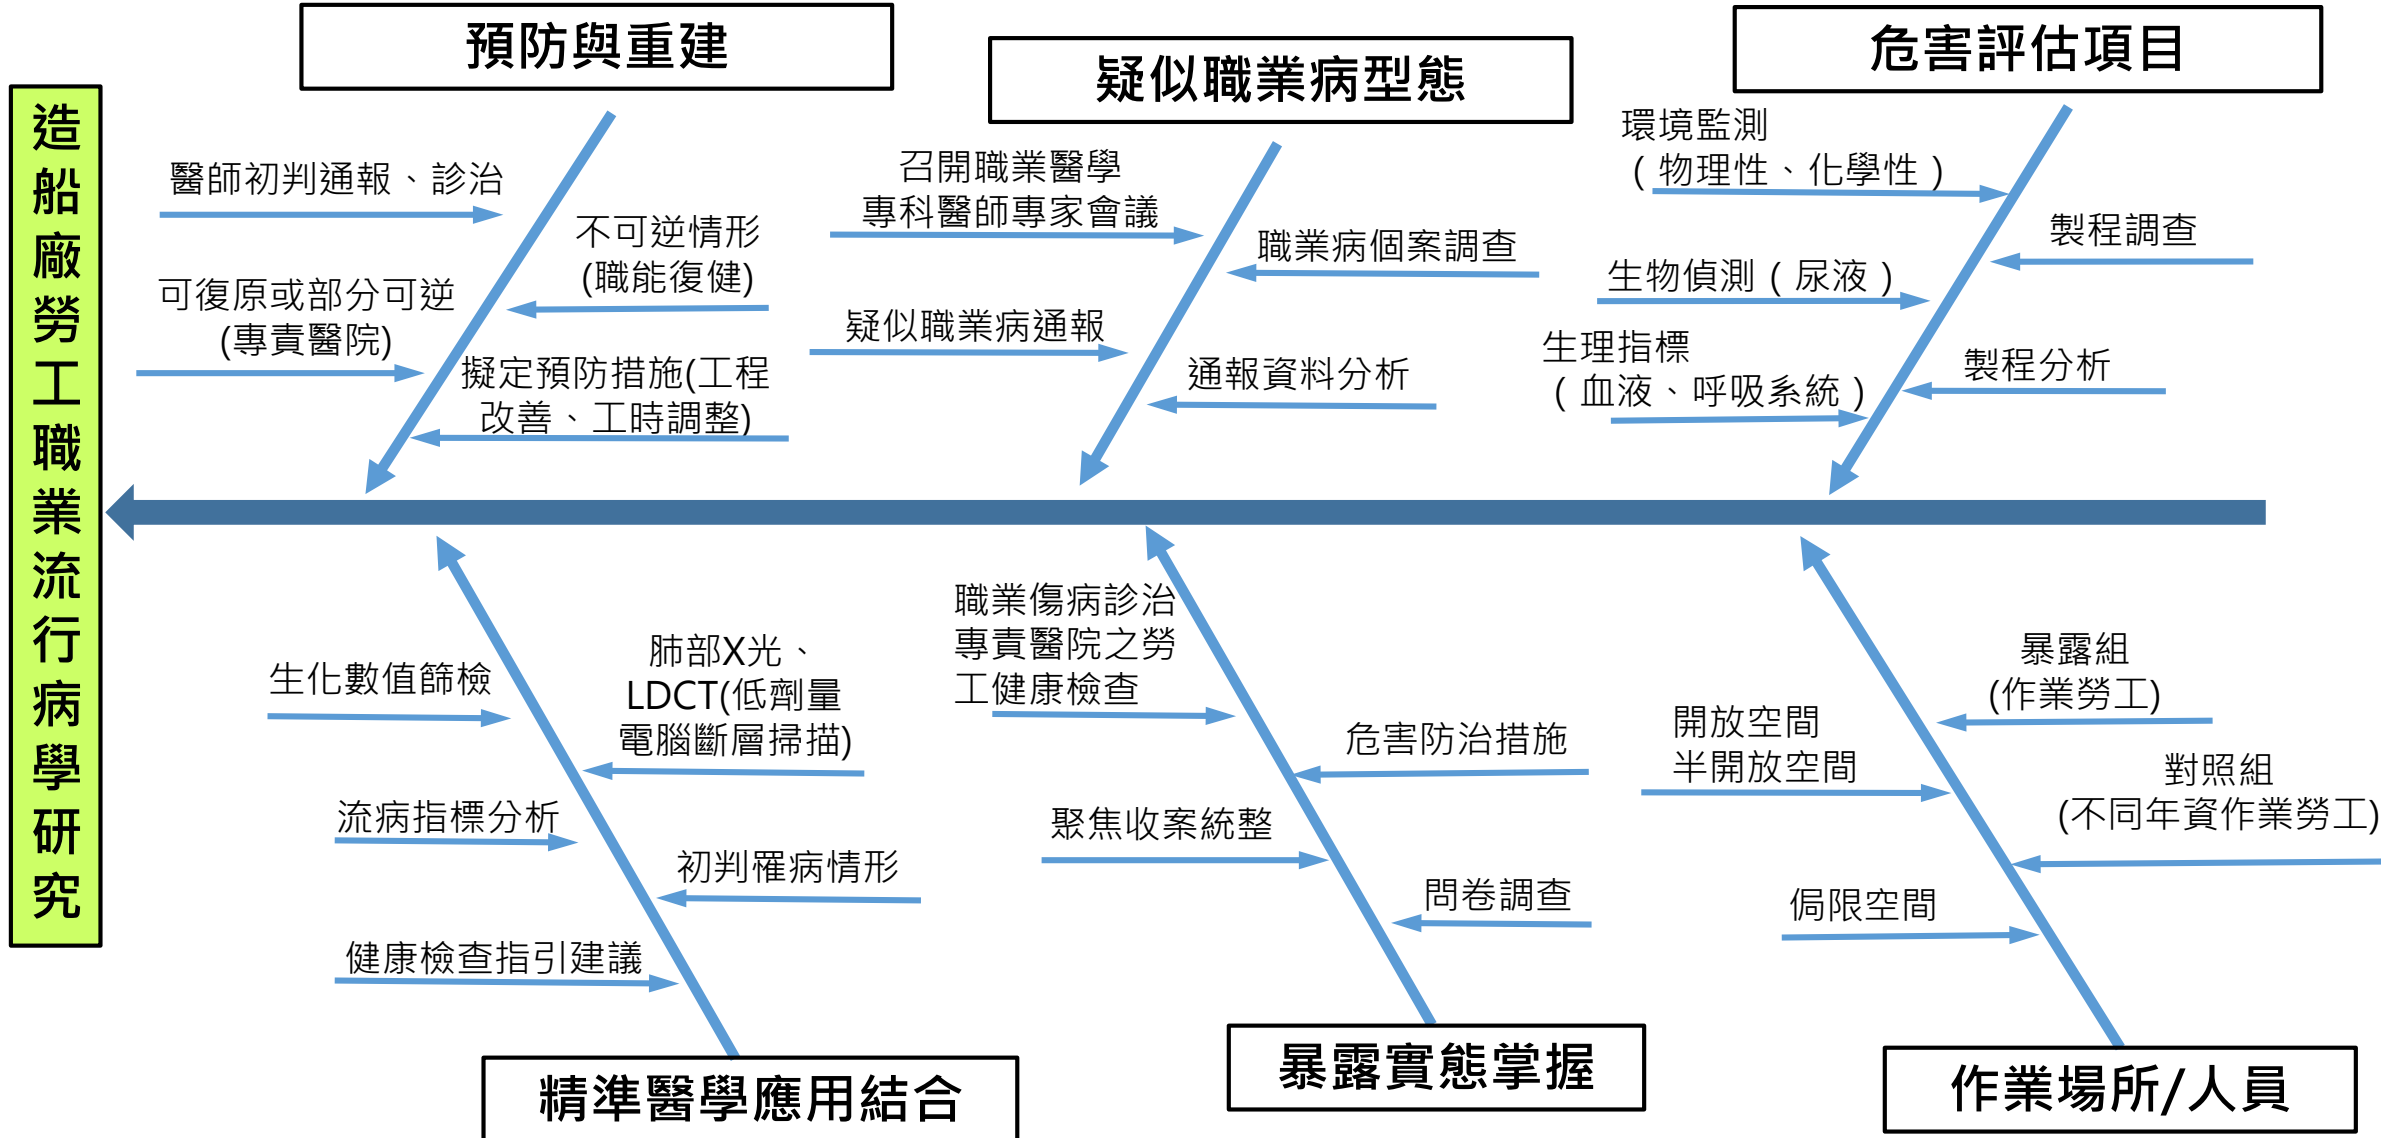 造船廠勞工職業流行病學研究
預防與重建
醫師初判通報、診治
不可逆情形
(職能復健)
可復原或部分可逆
(專責醫院)
擬定預防措施(工程
改善、工時調整)
疑似職業病型態
召開職業醫學
專科醫師專家會議
職業病個案調查
疑似職業病通報
通報資料分析
危害評估項目
環境監測
(物理性、化學性)
製程調查
生物偵測(尿液)
生理指標
(血液、呼吸系統)
製程分析
生化數值篩檢
肺部X光、
LDCT(低劑量
電腦斷層掃描)
流病指標分析
初判罹病情形
健康檢查指引建議
精準醫學應用結合
職業傷病診治
專責醫院之勞
工健康檢查
危害防治措施
聚焦收案統整
問卷調查
暴露實態掌握
暴露組
(作業勞工)
開放空間
半開放空間
對照組
(不同年資作業勞工)
侷限空間
作業場所/人員